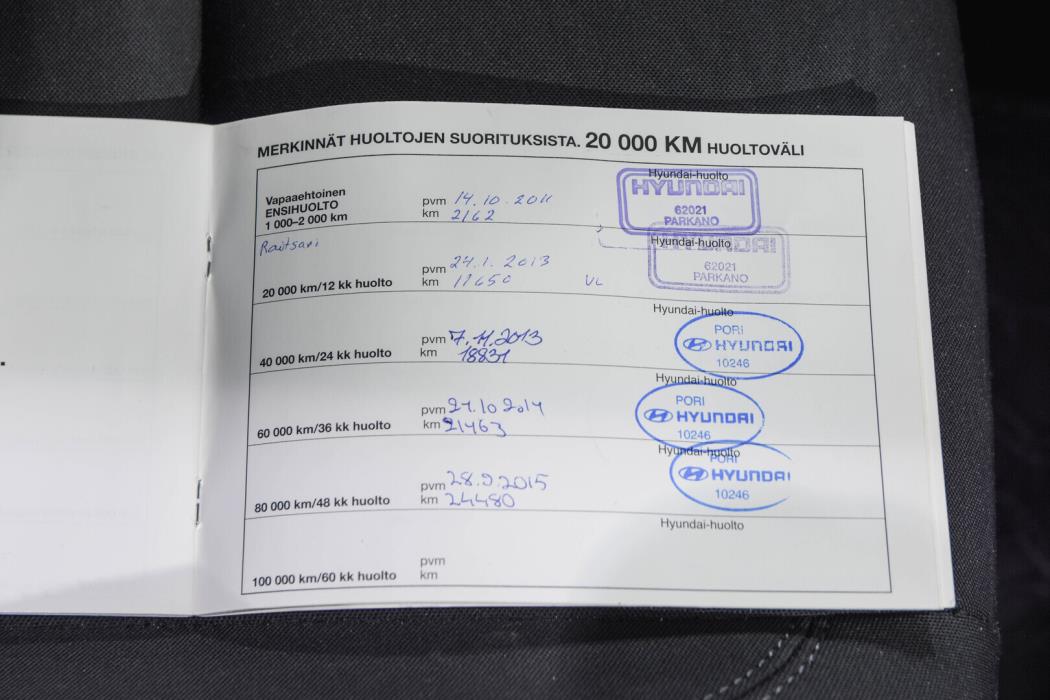 MERKINNÄT HUOLTOJEN SUORITUKSISTA. 20 000 KM HUOLTOVÄLI
Hyundai-huolto
HYUNDAI
62021
PARKANO
Vapaaehtoinen
ENSIHUOLTO
1 000–2 000 km
pvm 14.10.2011
km 2162
Hyundai-huolto
HYUNDAI
62021
PARKANO
pvm 24.1.2013
20 000 km/12 kk huolto km VL
Hyundai-huolto
PORI
HYUNDAI
10246
pvm 7.11.2013
40 000 km/24 kk huolto km 18831
Hyundai-huolto
PORI
HYUNDAI
10246
pvm 21.10 2014
60 000 km/36 kk huolto km 21463
Hyundai-huolto
PORI
HYUNDAI
10246
pvm 28.9.2015
80 000 km/48 kk huolto km 24480
Hyundai-huolto
pvm
100 000 km/60 kk huolto km